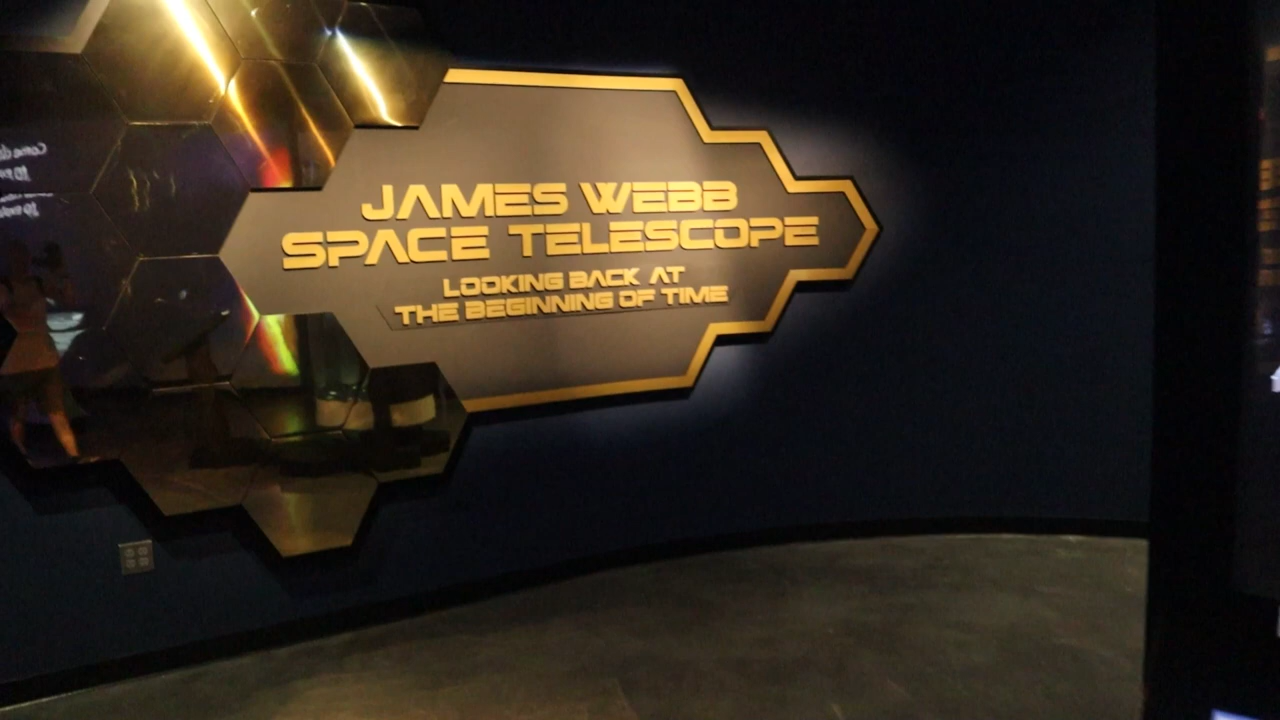 JAMES WEBB
SPACE TELESCOPE
LOOKING BACK AT
THE BEGINNING OF TIME